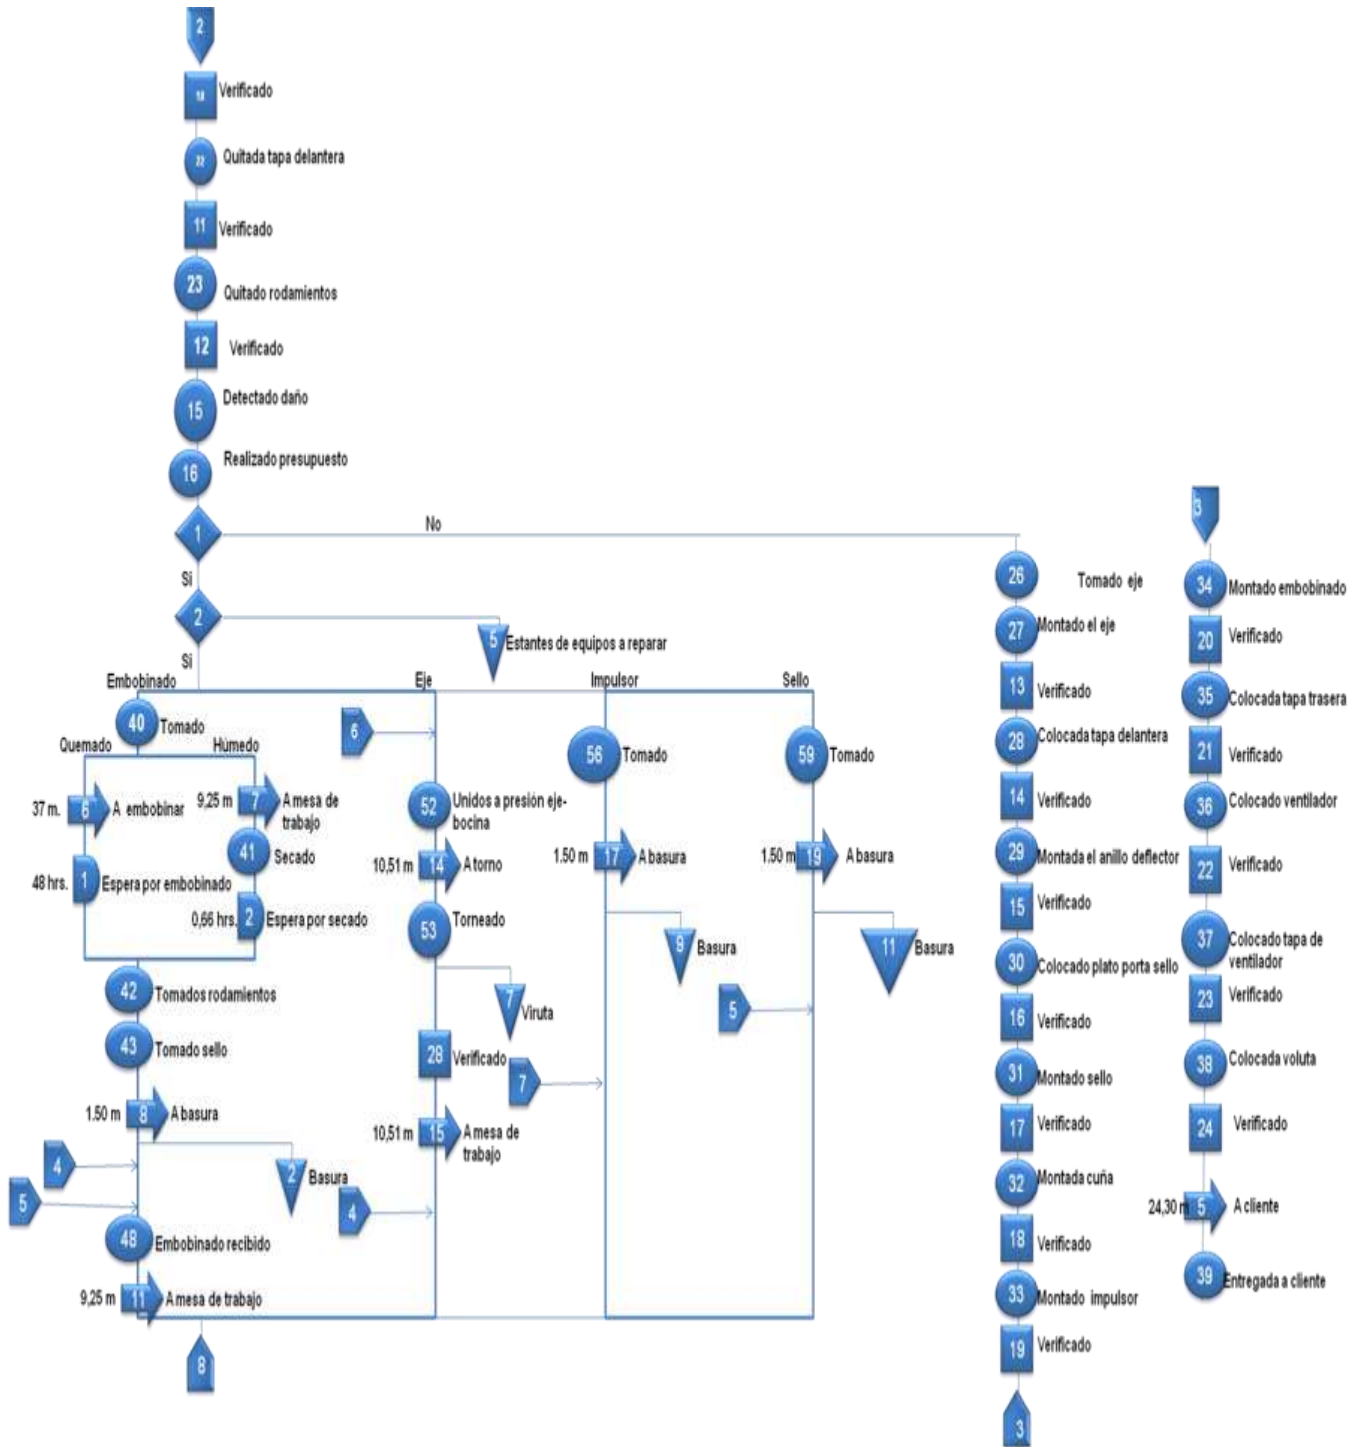 2
Verificado
22
Quitada tapa delantera
11
Verificado
23
Quitado rodamientos
12
Verificado
15
Detectado daño
16
Realizado presupuesto
1
No
Si
2
5
Estantes de equipos a reparar
Si
Embobinado
40
Tomado
Quemado
Húmedo
37 m.
6
A embobinar
9,25 m
7
A mesa de
trabajo
41
Secado
48 hrs.
1
Espera por embobinado
0,66 hrs.
2
Espera por secado
42
Tomados rodamientos
43
Tomado sello
1.50 m
8
A basura
2
Basura
4
5
48
Embobinado recibido
9,25 m
11
A mesa de trabajo
8
Eje
6
52
Unidos a presión eje-
bocina
10,51 m
14
A torno
53
Torneado
7
Viruta
28
Verificado
10,51 m
15
A mesa de
trabajo
4
Impulsor
56
Tomado
1.50 m
17
A basura
9
Basura
7
Sello
59
Tomado
1.50 m
19
A basura
11
Basura
5
26
Tomado eje
27
Montado el eje
13
Verificado
28
Colocada tapa delantera
14
Verificado
29
Montada el anillo deflector
15
Verificado
30
Colocado plato porta sello
16
Verificado
31
Montado sello
17
Verificado
32
Montada cuña
18
Verificado
33
Montado impulsor
19
Verificado
3
3
34
Montado embobinado
20
Verificado
35
Colocada tapa trasera
21
Verificado
36
Colocado ventilador
22
Verificado
37
Colocado tapa de
ventilador
23
Verificado
38
Colocada voluta
24
Verificado
24,30 m
5
A cliente
39
Entregada a cliente